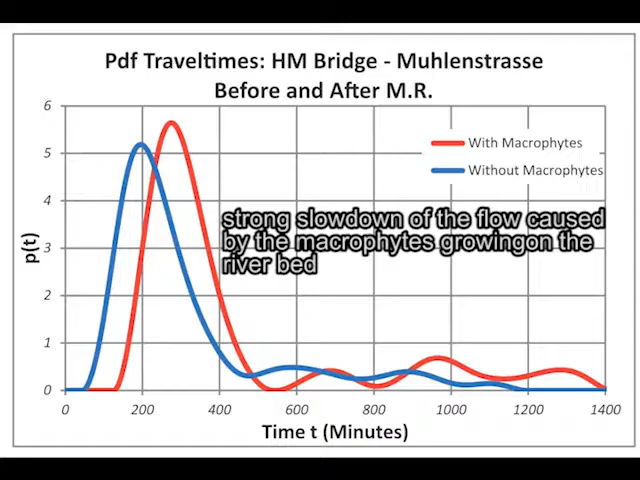 Pdf Traveltimes: HM Bridge - Muhlenstrasse
Before and After M.R.
6
5
4
3
2
1
0
p(t)
With Macrophytes
Without Macrophytes
strong slowdown of the flow caused
by the macrophytes growingon the
river bed
0 200 400 600 800 1000 1200 1400
Time t (Minutes)